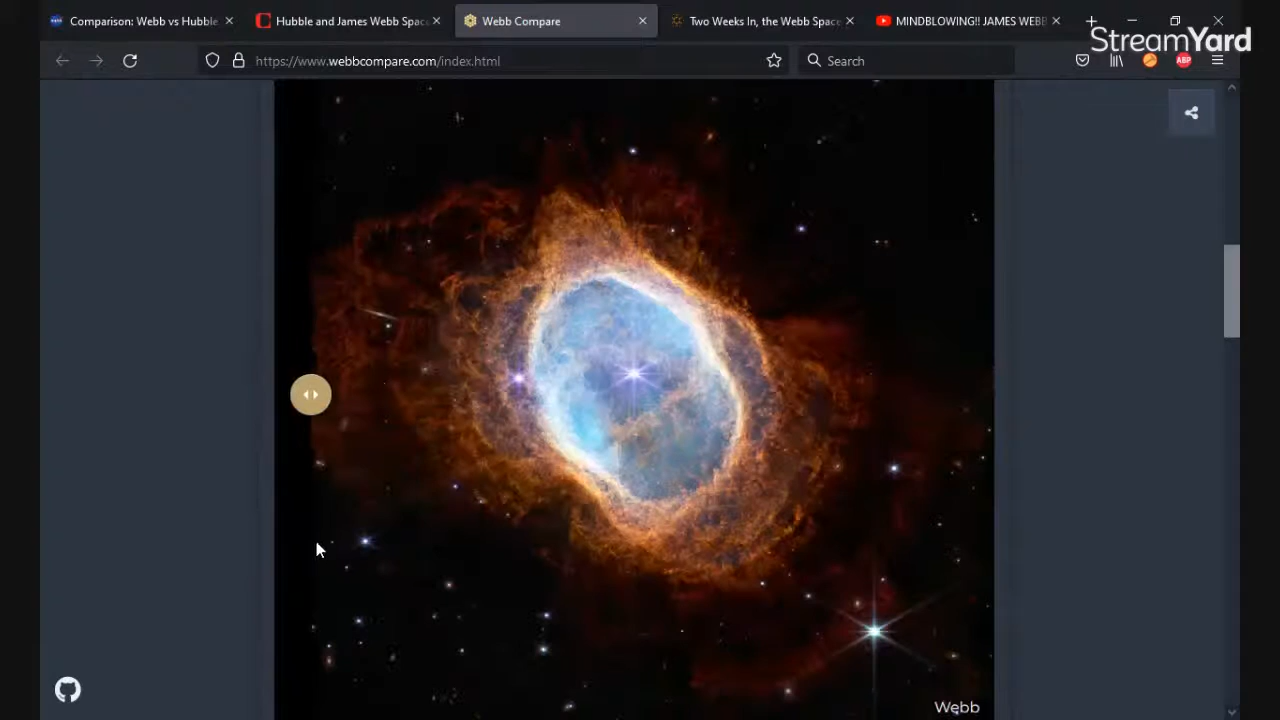 Comparison: Webb vs Hubble
Hubble and James Webb Spac
Webb Compare
Two Weeks In, the Webb Space
MINDBLOWING!! JAMES WEBB
StreamYard
https://www.webbcompare.com/index.html
Search
ABP
Webb